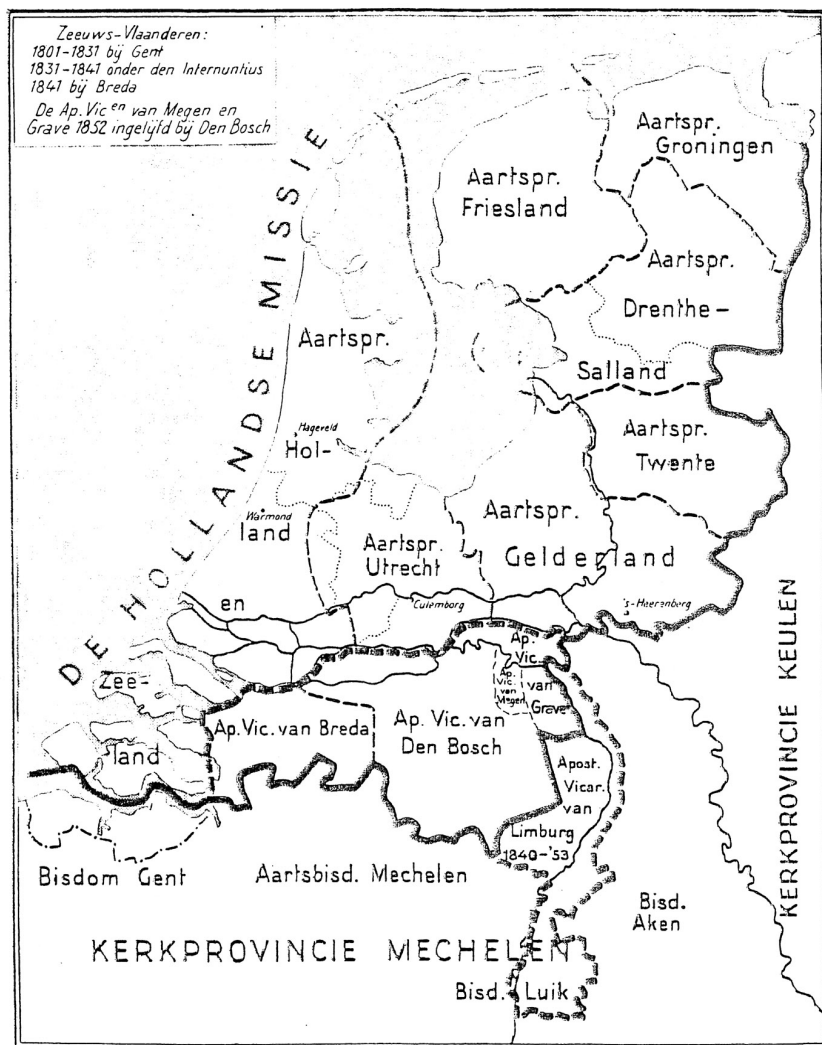 Zeeuws-Vlaanderen:
1801-1831 bij Gent
1831-1841 onder den Internuntius
1841 bij Breda
De Ap. Vic en van Megen en
Grave 1852 ingelijfd bij Den Bosch
DE HOLLANDSE MISSIE
Aartspr.
Groningen
Aartspr.
Friesland
Aartspr.
Drenthe-
Salland
Aartspr.
Hageveld
Hol-
Warmond
land
en
Zee-
land
Aartspr.
Twente
Aartspr.
Gelderland
Aartspr.
Utrecht
Culemborg
's-Heerenberg
Ap.
Vic.
van
Grave
Ap.
Vic.
van
Megen
Ap. Vic. van Breda
Ap. Vic. van
Den Bosch
Apost.
Vicar.
van
Limburg
1840-'53
Bisdom Gent
Aartsbisd. Mechelen
KERKPROVINCIE MECHELEN
Bisd. Luik
Bisd.
Aken
KERKPROVINCIE KEULEN